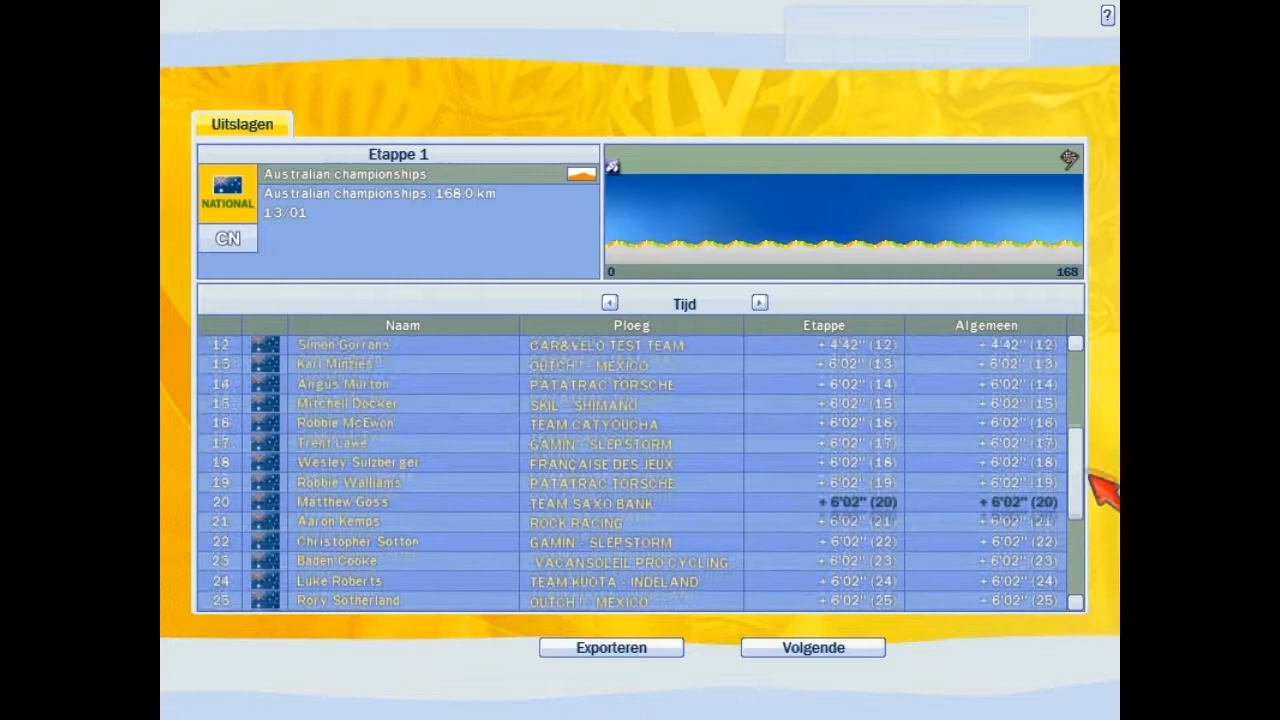 ?
Uitslagen
Etappe 1
Australian championships
NATIONAL
Australian championships: 168.0 km
13/01
CN
0 168
Tijd
Naam Ploeg Etappe Algemeen
12 Simon Gorrans CAR&VELO TEST TEAM + 4'42" (12) + 4'42" (12)
13 Karl Minzies OUTCH! - MEXICO + 6'02" (13) + 6'02" (13)
14 Angus Murton PATATRAC TORSCHE + 6'02" (14) + 6'02" (14)
15 Mitchell Docker SKIL - SHIMANO + 6'02" (15) + 6'02" (15)
16 Robbie McEwon TEAM CATYOUCHA + 6'02" (16) + 6'02" (16)
17 Trent Lawe GAMIN - SLEPSTORM + 6'02" (17) + 6'02" (17)
18 Wesley Sulzberger FRANÇAISE DES JEUX + 6'02" (18) + 6'02" (18)
19 Robbie Walliams PATATRAC TORSCHE + 6'02" (19) + 6'02" (19)
20 Matthew Goss TEAM SAXO BANK + 6'02" (20) + 6'02" (20)
21 Aaron Kemps ROCK RACING + 6'02" (21) + 6'02" (21)
22 Christopher Sotton GAMIN - SLEPSTORM + 6'02" (22) + 6'02" (22)
23 Baden Cooke VACANSOLEIL PRO CYCLING + 6'02" (23) + 6'02" (23)
24 Luke Roberts TEAM KUOTA - INDELAND + 6'02" (24) + 6'02" (24)
25 Rory Sotherland OUTCH! - MEXICO + 6'02" (25) + 6'02" (25)
Exporteren Volgende